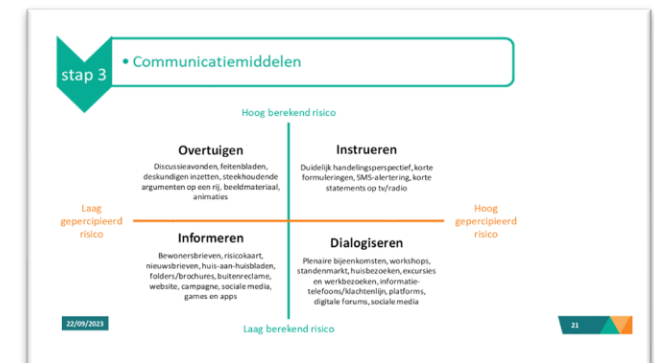 stap 3
• Communicatiemiddelen
Hoog berekend risico
Overtuigen
Discussieavonden, feitenbladen,
deskundigen inzetten, steekhoudende
argumenten op een rij, beeldmateriaal,
animaties
Instrueren
Duidelijk handelingsperspectief, korte
formuleringen, SMS-alertering, korte
statements op tv/radio
Laag
gepercipieerd
risico
Hoog
gepercipieerd
risico
Informeren
Bewonersbrieven, risicokaart,
nieuwsbrieven, huis-aan-huisbladen,
folders/brochures, buitenreclame,
website, campagne, sociale media,
games en apps
Dialogiseren
Plenaire bijeenkomsten, workshops,
standenmarkt, huisbezoeken, excursies
en werkbezoeken, informatie-
telefoons/klachtenlijn, platforms,
digitale forums, sociale media
22/09/2023
Laag berekend risico
21